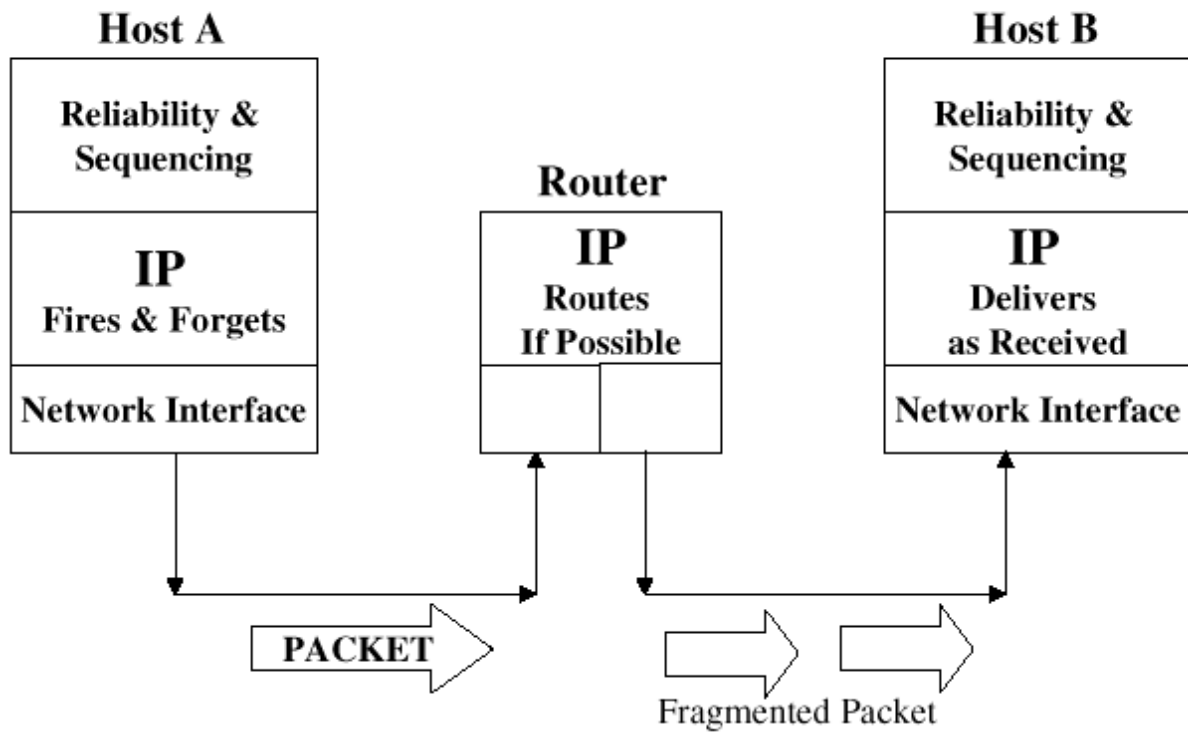 Host A
Reliability &
Sequencing
IP
Fires & Forgets
Network Interface
Router
IP
Routes
If Possible
Host B
Reliability &
Sequencing
IP
Delivers
as Received
Network Interface
PACKET
Fragmented Packet